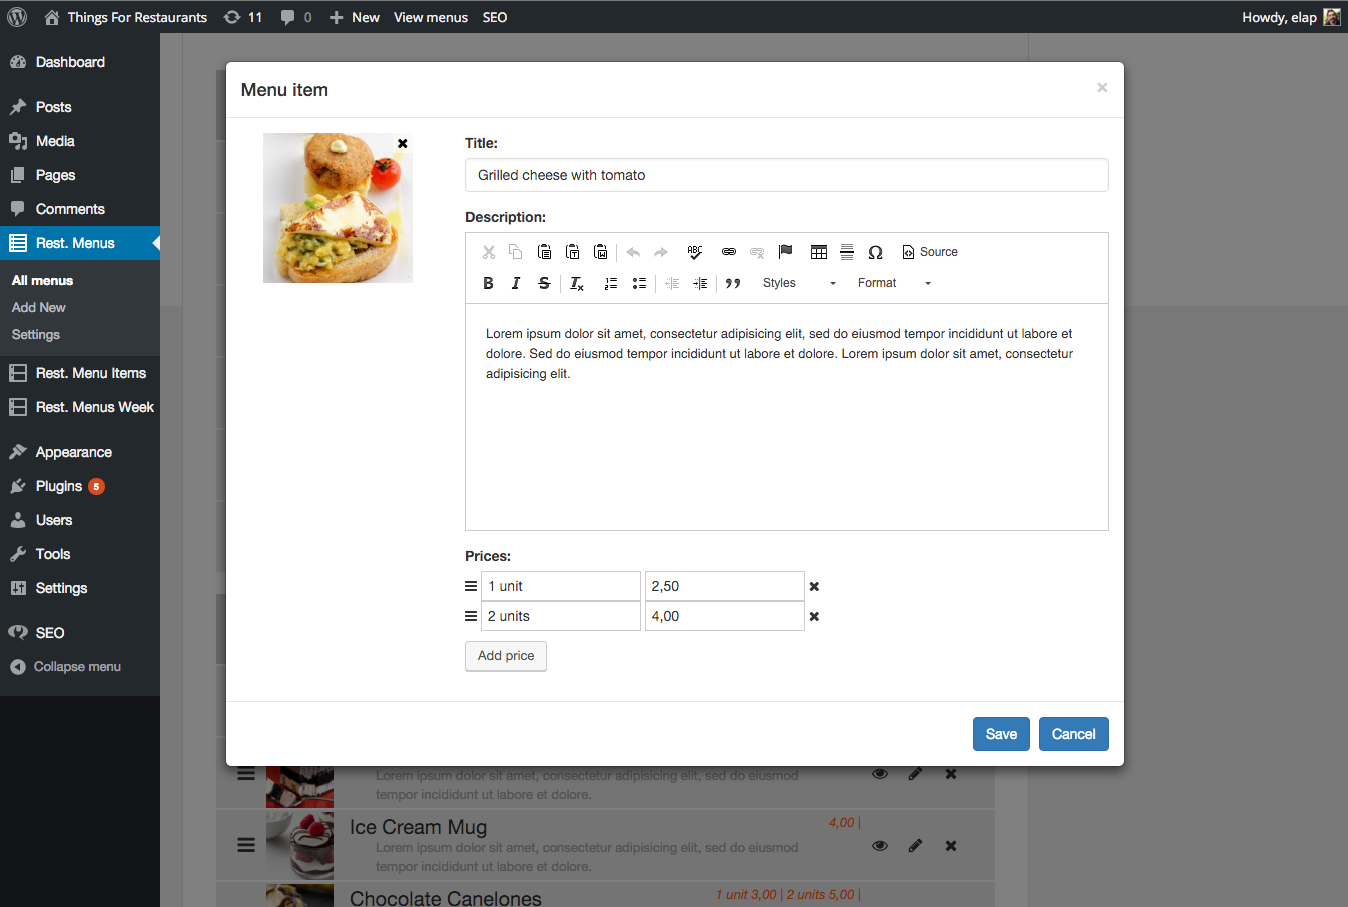 Things For Restaurants 11 0 New View menus SEO Howdy, elap
Dashboard
Posts
Media
Pages
Comments
Rest. Menus
All menus
Add New
Settings
Rest. Menu Items
Rest. Menus Week
Appearance
Plugins 5
Users
Tools
Settings
SEO
Collapse menu
Menu item
Title:
Grilled cheese with tomato
Description:
ABC Ω Source
B I S Tx Styles Format
Lorem ipsum dolor sit amet, consectetur adipisicing elit, sed do eiusmod tempor incididunt ut labore et
dolore. Sed do eiusmod tempor incididunt ut labore et dolore. Lorem ipsum dolor sit amet, consectetur
adipisicing elit.
Prices:
1 unit 2,50
2 units 4,00
Add price
Save Cancel
Lorem ipsum dolor sit amet, consectetur adipisicing elit, sed do eiusmod
tempor incididunt ut labore et dolore.
Ice Cream Mug 4,00 |
Lorem ipsum dolor sit amet, consectetur adipisicing elit, sed do eiusmod
tempor incididunt ut labore et dolore.
Chocolate Canelones 1 unit 3,00 | 2 units 5,00 |